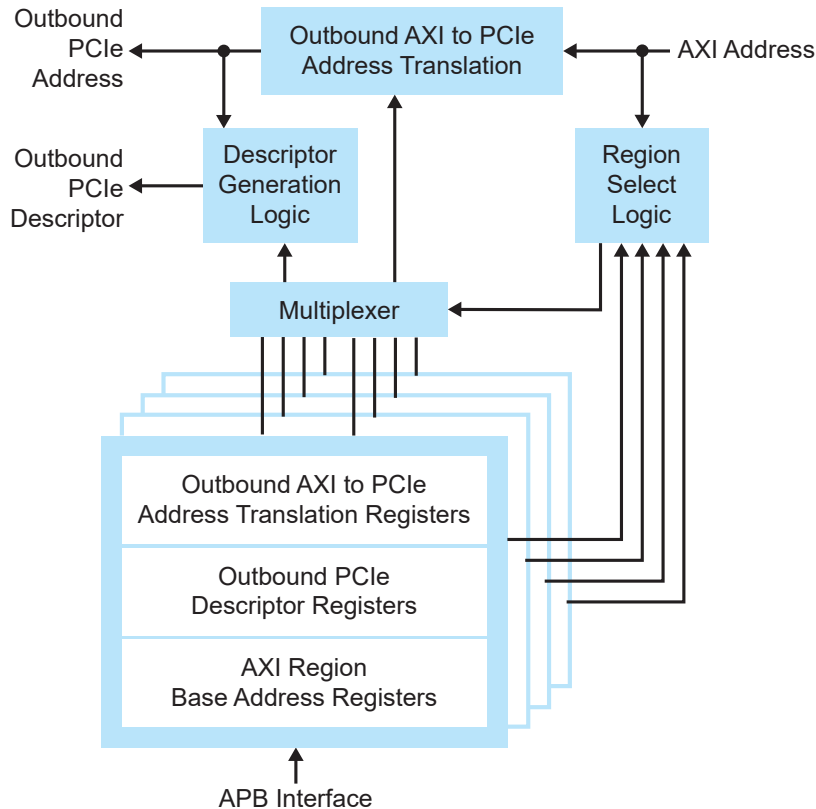 Outbound
PCIe
Address
Outbound AXI to PCIe
Address Translation
AXI Address
Outbound
PCIe
Descriptor
Descriptor
Generation
Logic
Region
Select
Logic
Multiplexer
Outbound AXI to PCIe
Address Translation Registers
Outbound PCIe
Descriptor Registers
AXI Region
Base Address Registers
APB Interface